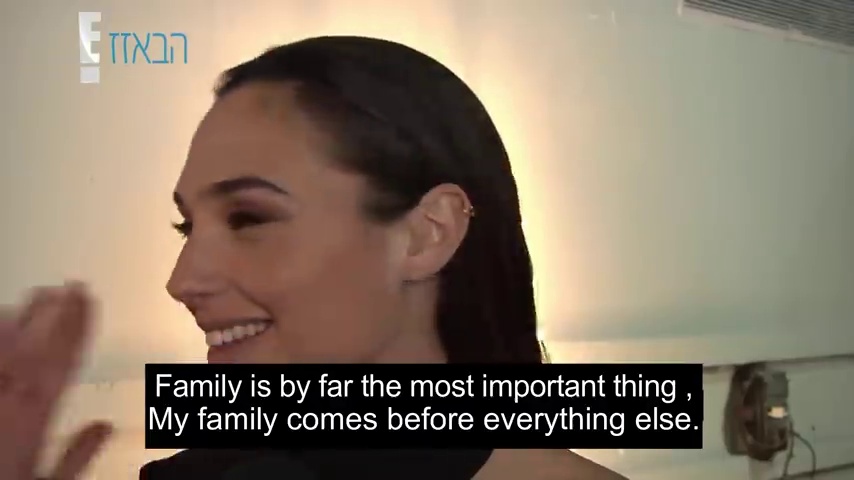 E!
הבאזז
Family is by far the most important thing ,
My family comes before everything else.